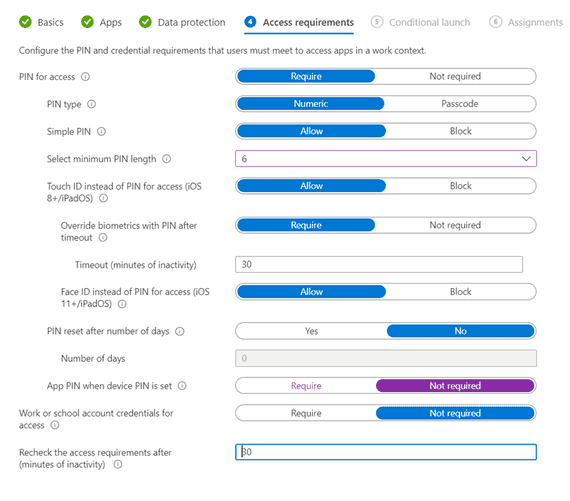 Basics Apps Data protection 4 Access requirements 5 Conditional launch 6 Assignments
Configure the PIN and credential requirements that users must meet to access apps in a work context.
PIN for access Require Not required
PIN type Numeric Passcode
Simple PIN Allow Block
Select minimum PIN length 6
Touch ID instead of PIN for access (iOS Allow Block
8+/iPadOS)
Override biometrics with PIN after Require Not required
timeout
Timeout (minutes of inactivity) 30
Face ID instead of PIN for access (iOS Allow Block
11+/iPadOS)
PIN reset after number of days Yes No
Number of days 0
App PIN when device PIN is set Require Not required
Work or school account credentials for Require Not required
access
Recheck the access requirements after 30
(minutes of inactivity)